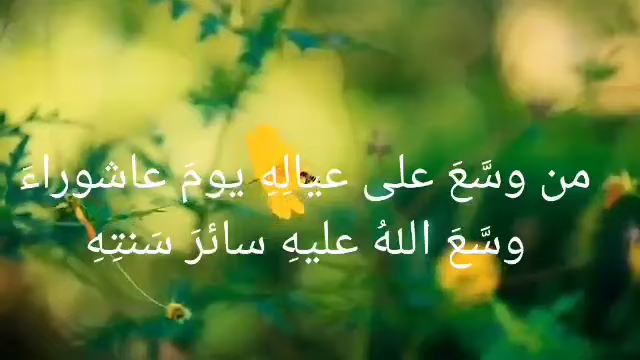 من وسَّعَ على عيالِهِ يومَ عاشوراءَ
وسَّعَ اللهُ عليهِ سائرَ سَنتِهِ